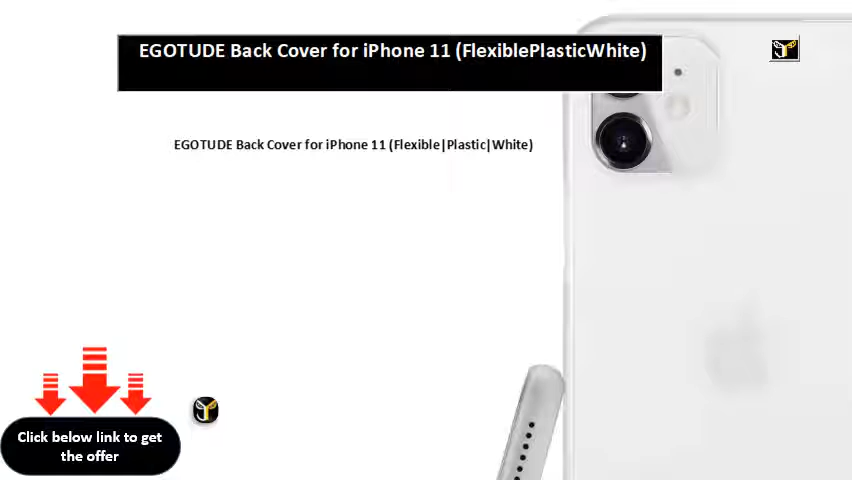 EGOTUDE Back Cover for iPhone 11 (FlexiblePlasticWhite)
EGOTUDE Back Cover for iPhone 11 (Flexible|Plastic|White)
Click below link to get
the offer